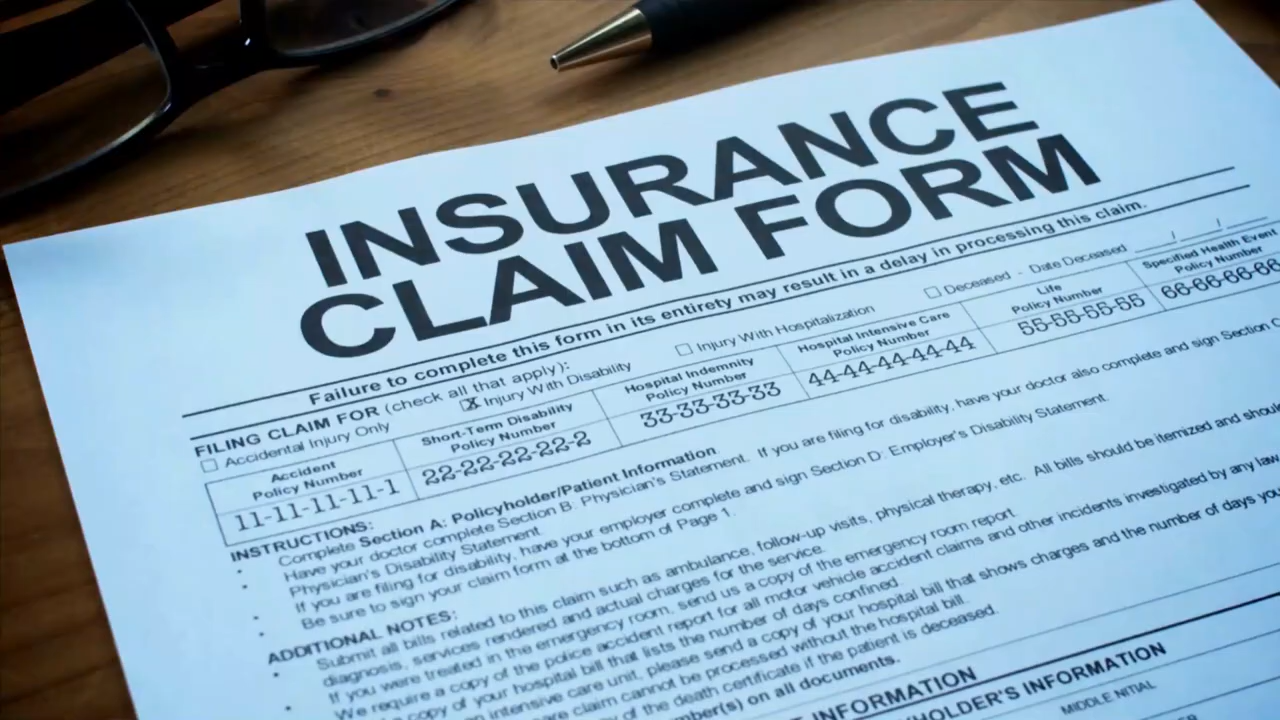 INSURANCE
CLAIM FORM
Failure to complete this form in its entirety may result in a delay in processing this claim.
FILING CLAIM FOR (check all that apply):
Accidental Injury Only
X Injury With Disability
Injury With Hospitalization
Deceased - Date Deceased ___/___/___
Accident
Policy Number
11-11-11-11-1
Short-Term Disability
Policy Number
22-22-22-22-2
Hospital Indemnity
Policy Number
33-33-33-33
Hospital Intensive Care
Policy Number
44-44-44-44-44
Life
Policy Number
55-55-55-55
Specified Health Event
Policy Number
66-66-66-66
INSTRUCTIONS:
• Complete Section A: Policyholder/Patient Information
• Have your doctor complete Section B: Physician's Statement. If you are filing for disability, have your doctor also complete and sign Section C:
Physician's Disability Statement.
• If you are filing for disability, have your employer complete and sign Section D: Employer's Disability Statement.
• Be sure to sign your claim form at the bottom of Page 1.
ADDITIONAL NOTES:
• Submit all bills related to this claim such as ambulance, follow-up visits, physical therapy, etc. All bills should be itemized and should
diagnosis, services rendered and actual charges for the service.
If you were treated in the emergency room, send us a copy of the emergency room report.
We require a copy of the police accident report for all motor vehicle accident claims and other incidents investigated by any law
copy of your hospital bill that lists the number of days confined.
intensive care unit, please send a copy of your hospital bill that shows charges and the number of days you
care claim cannot be processed without the hospital bill.
of the death certificate if the patient is deceased.
number(s) on all documents.
INFORMATION
HOLDER'S INFORMATION
MIDDLE